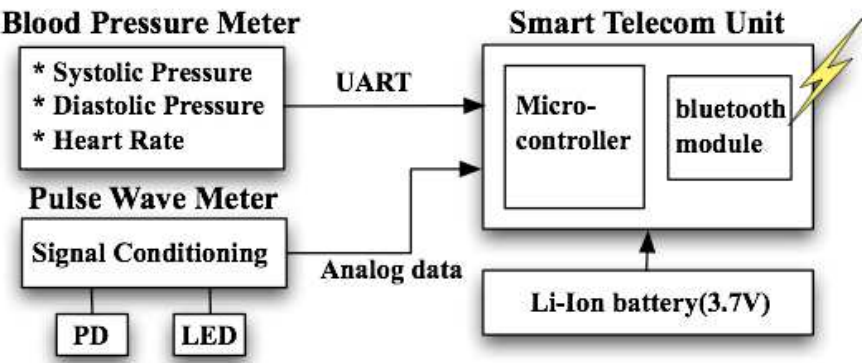 Blood Pressure Meter
* Systolic Pressure
* Diastolic Pressure
* Heart Rate
UART
Smart Telecom Unit
Micro-
controller
bluetooth
module
Pulse Wave Meter
Signal Conditioning
Analog data
PD
LED
Li-Ion battery(3.7V)